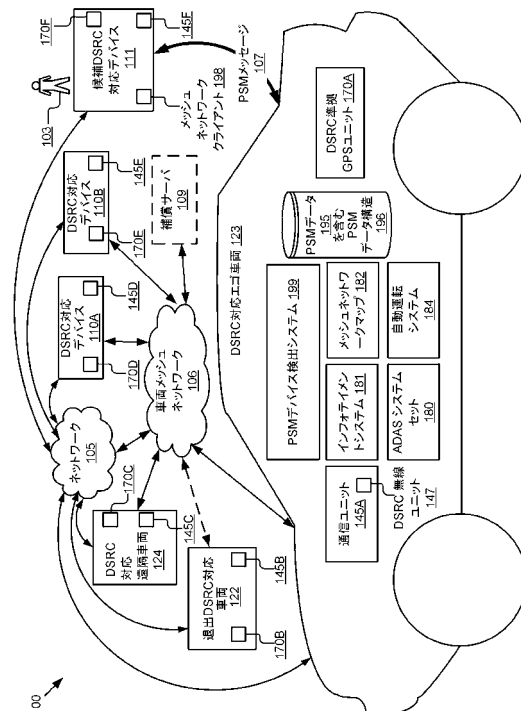 00
ネットワーク
105
DSRC対応
デバイス
110A
170D
145D
DSRC対応デ
バイス
110B
170E
145E
103
候補DSRC
対応デバイス
111
170F
145F
メッシュ
ネットワーク
クライアント 198
PSMメッセージ
107
170C
145C
DSRC
対応
遠隔車両
124
車両メッシュ
ネットワーク
106
補償サーバ
109
退出DSRC対応
車両
122
170B
145B
DSRC対応エゴ車両 123
PSMデバイス検出システム 199
PSMデータ
195
を含む
PSM
データ構造
196
DSRC準拠
GPSユニット 170A
通信ユニット
145A
DSRC 無線
ユニット
147
インフォテイメン
トシステム 181
メッシュネットワ
ークマップ 182
ADAS システム
セット
180
自動運転シ
ステム
184